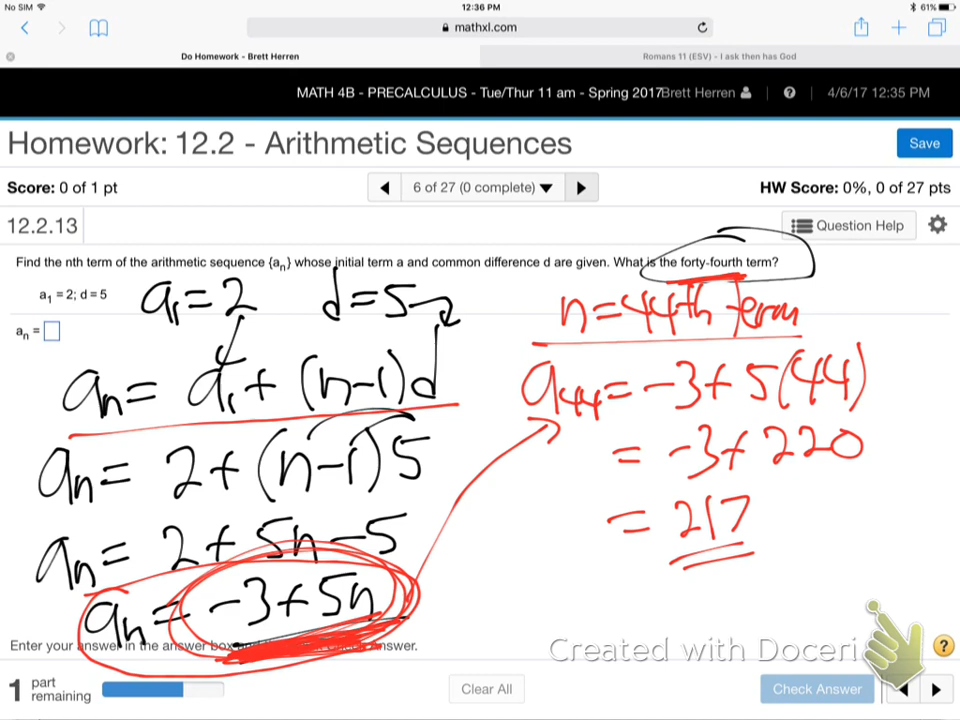 No SIM 12:36 PM 61%
mathxl.com
Do Homework - Brett Herren Romans 11 (ESV) - I ask then has God
MATH 4B - PRECALCULUS - Tue/Thur 11 am - Spring 2017 Brett Herren 4/6/17 12:35 PM
Homework: 12.2 - Arithmetic Sequences Save
Score: 0 of 1 pt 6 of 27 (0 complete) HW Score: 0%, 0 of 27 pts
12.2.13 Question Help
Find the nth term of the arithmetic sequence {aₙ} whose initial term a and common difference d are given. What is the forty-fourth term?
a₁ = 2; d = 5
aₙ =
a₁ = 2 d = 5
aₙ = a₁ + (n-1)d
aₙ = 2 + (n-1)5
aₙ = 2 + 5n - 5
aₙ = -3 + 5n
n = 44th term
a₄₄ = -3 + 5(44)
= -3 + 220
= 217
Enter your answer in the answer box answer.
Created with Doceri
1 part remaining Clear All Check Answer
?